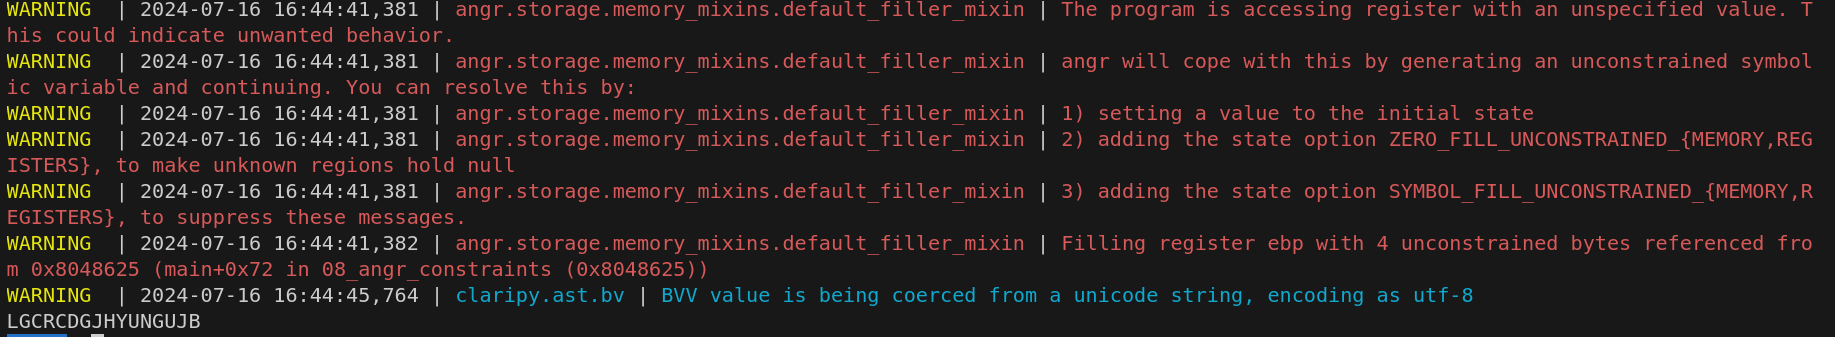 WARNING  | 2024-07-16 16:44:41,381 | angr.storage.memory_mixins.default_filler_mixin | The program is accessing register with an unspecified value. T
his could indicate unwanted behavior.
WARNING  | 2024-07-16 16:44:41,381 | angr.storage.memory_mixins.default_filler_mixin | angr will cope with this by generating an unconstrained symbol
ic variable and continuing. You can resolve this by:
WARNING  | 2024-07-16 16:44:41,381 | angr.storage.memory_mixins.default_filler_mixin | 1) setting a value to the initial state
WARNING  | 2024-07-16 16:44:41,381 | angr.storage.memory_mixins.default_filler_mixin | 2) adding the state option ZERO_FILL_UNCONSTRAINED_{MEMORY,REG
ISTERS}, to make unknown regions hold null
WARNING  | 2024-07-16 16:44:41,381 | angr.storage.memory_mixins.default_filler_mixin | 3) adding the state option SYMBOL_FILL_UNCONSTRAINED_{MEMORY,R
EGISTERS}, to suppress these messages.
WARNING  | 2024-07-16 16:44:41,382 | angr.storage.memory_mixins.default_filler_mixin | Filling register ebp with 4 unconstrained bytes referenced fro
m 0x8048625 (main+0x72 in 08_angr_constraints (0x8048625))
WARNING  | 2024-07-16 16:44:45,764 | claripy.ast.bv | BVV value is being coerced from a unicode string, encoding as utf-8
LGCRCDGJHYUNGUJB